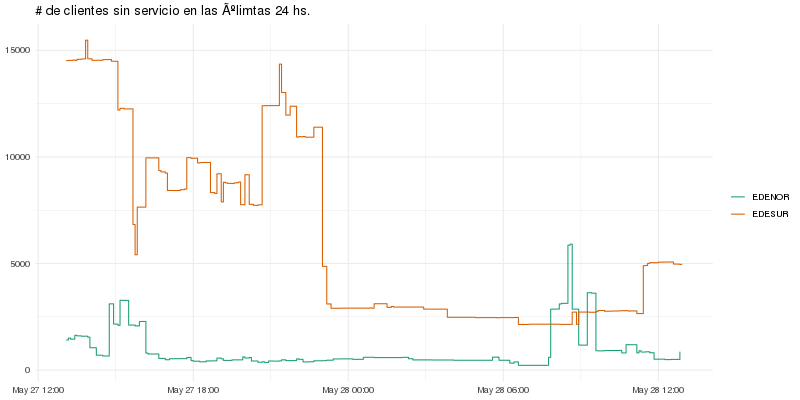 # de clientes sin servicio en las Ãºlimtas 24 hs.
15000
10000
5000
0
May 27 12:00
May 27 18:00
May 28 00:00
May 28 06:00
May 28 12:00
EDENOR
EDESUR